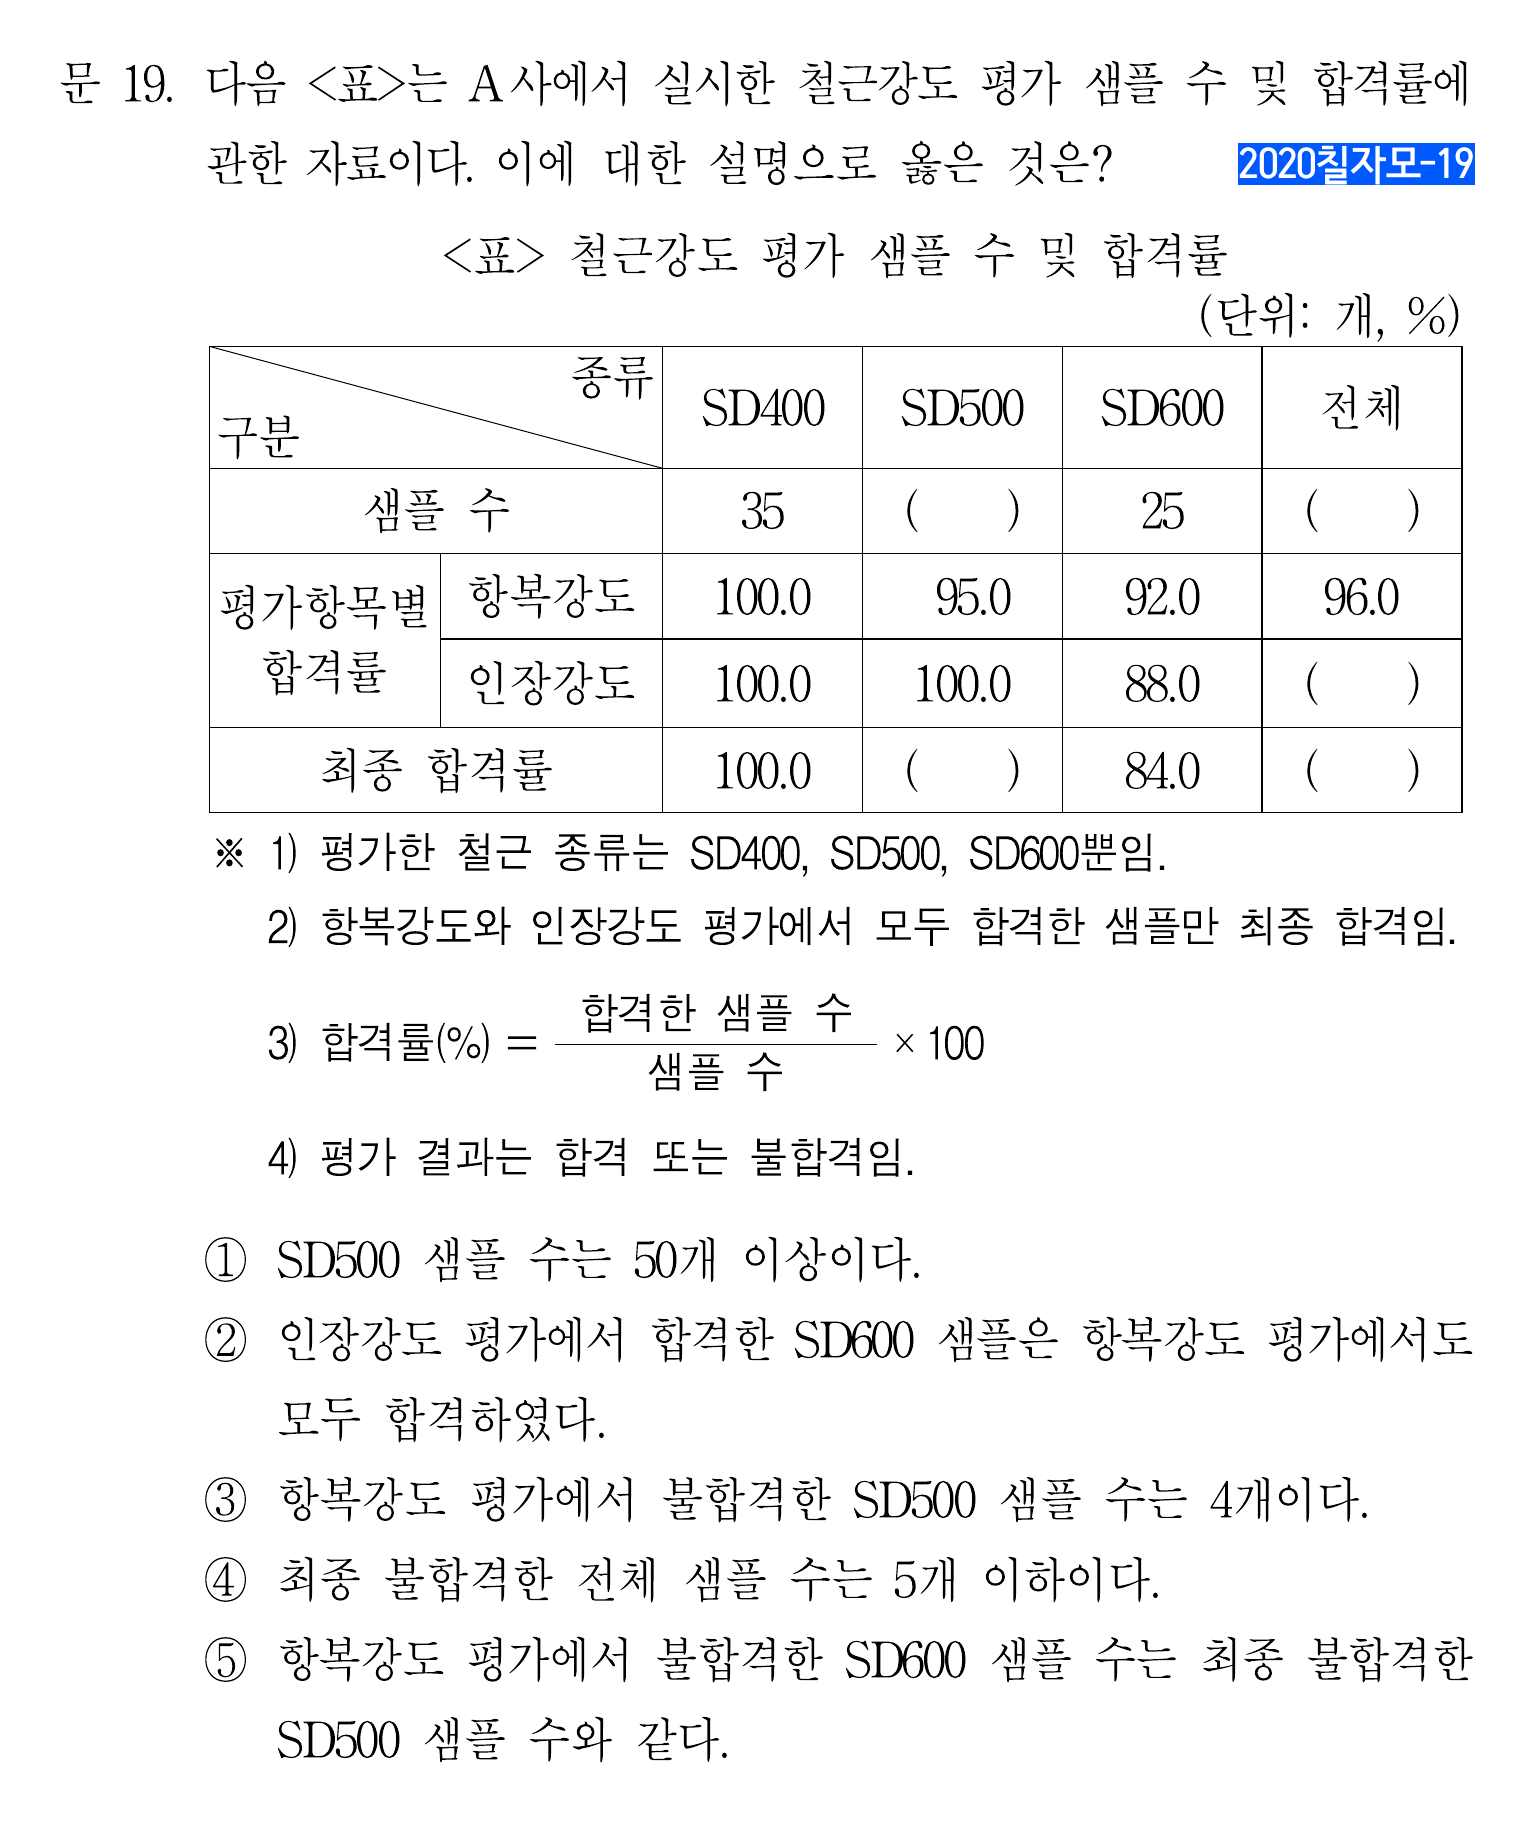 문 19. 다음 <표>는 A사에서 실시한 철근강도 평가 샘플 수 및 합격률에
관한 자료이다. 이에 대한 설명으로 옳은 것은?
2020칠자모-19
<표> 철근강도 평가 샘플 수 및 합격률
(단위: 개, %)
종류
구분
SD400 SD500 SD600 전체
샘플 수 35 ( ) 25 ( )
평가항목별
합격률
항복강도 100.0 95.0 92.0 96.0
인장강도 100.0 100.0 88.0 ( )
최종 합격률 100.0 ( ) 84.0 ( )
※ 1) 평가한 철근 종류는 SD400, SD500, SD600뿐임.
2) 항복강도와 인장강도 평가에서 모두 합격한 샘플만 최종 합격임.
3) 합격률(%) = 합격한 샘플 수 / 샘플 수 × 100
4) 평가 결과는 합격 또는 불합격임.
① SD500 샘플 수는 50개 이상이다.
② 인장강도 평가에서 합격한 SD600 샘플은 항복강도 평가에서도
모두 합격하였다.
③ 항복강도 평가에서 불합격한 SD500 샘플 수는 4개이다.
④ 최종 불합격한 전체 샘플 수는 5개 이하이다.
⑤ 항복강도 평가에서 불합격한 SD600 샘플 수는 최종 불합격한
SD500 샘플 수와 같다.